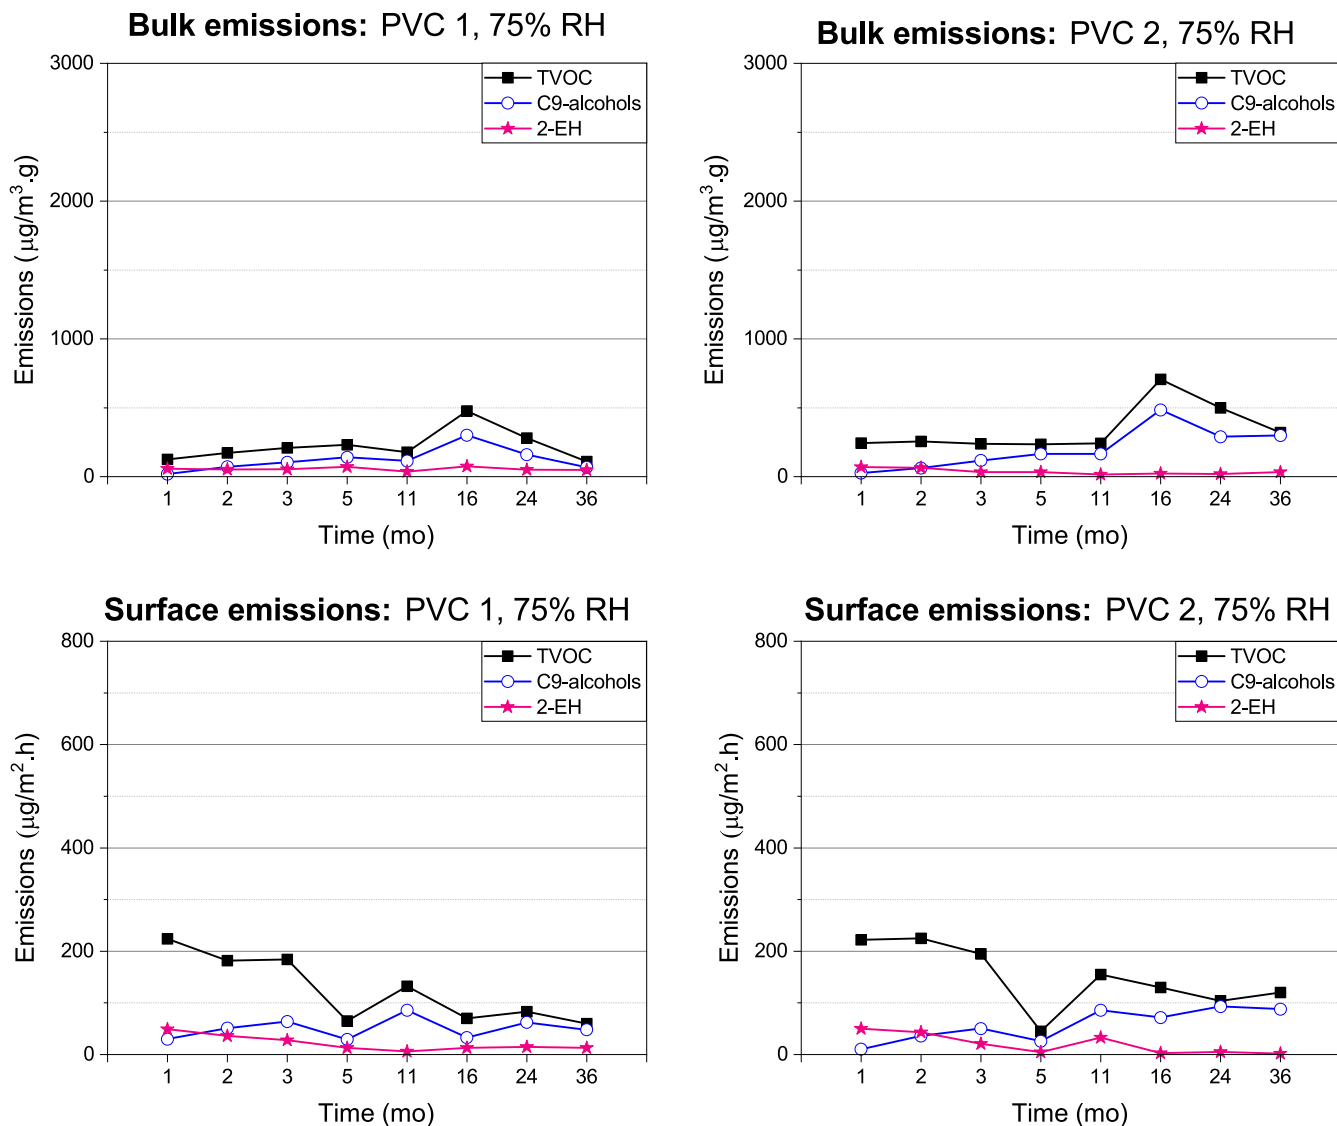 Bulk emissions: PVC 1, 75% RH
3000
2000
1000
0
Emissions (µg/m³.g)
TVOC
C9-alcohols
2-EH
1 2 3 5 11 16 24 36
Time (mo)
Bulk emissions: PVC 2, 75% RH
3000
2000
1000
0
Emissions (µg/m³.g)
TVOC
C9-alcohols
2-EH
1 2 3 5 11 16 24 36
Time (mo)
Surface emissions: PVC 1, 75% RH
800
600
400
200
0
Emissions (µg/m².h)
TVOC
C9-alcohols
2-EH
1 2 3 5 11 16 24 36
Time (mo)
Surface emissions: PVC 2, 75% RH
800
600
400
200
0
Emissions (µg/m².h)
TVOC
C9-alcohols
2-EH
1 2 3 5 11 16 24 36
Time (mo)